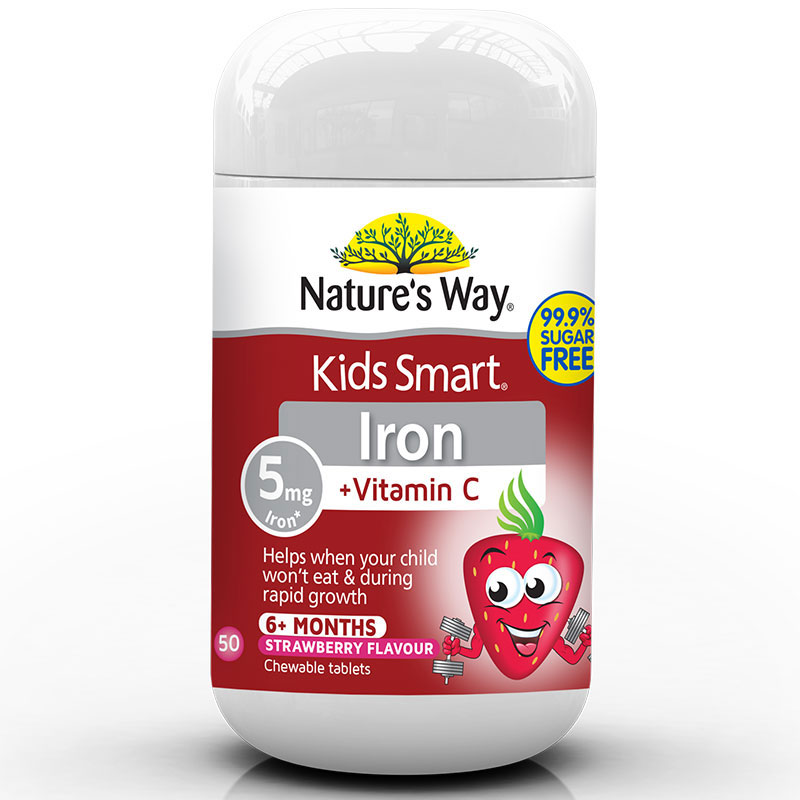 Nature's Way®
99.9%
SUGAR
FREE
Kids Smart®
Iron
+Vitamin C
5mg
Iron*
Helps when your child
won't eat & during
rapid growth
6+ MONTHS
50
STRAWBERRY FLAVOUR
Chewable tablets